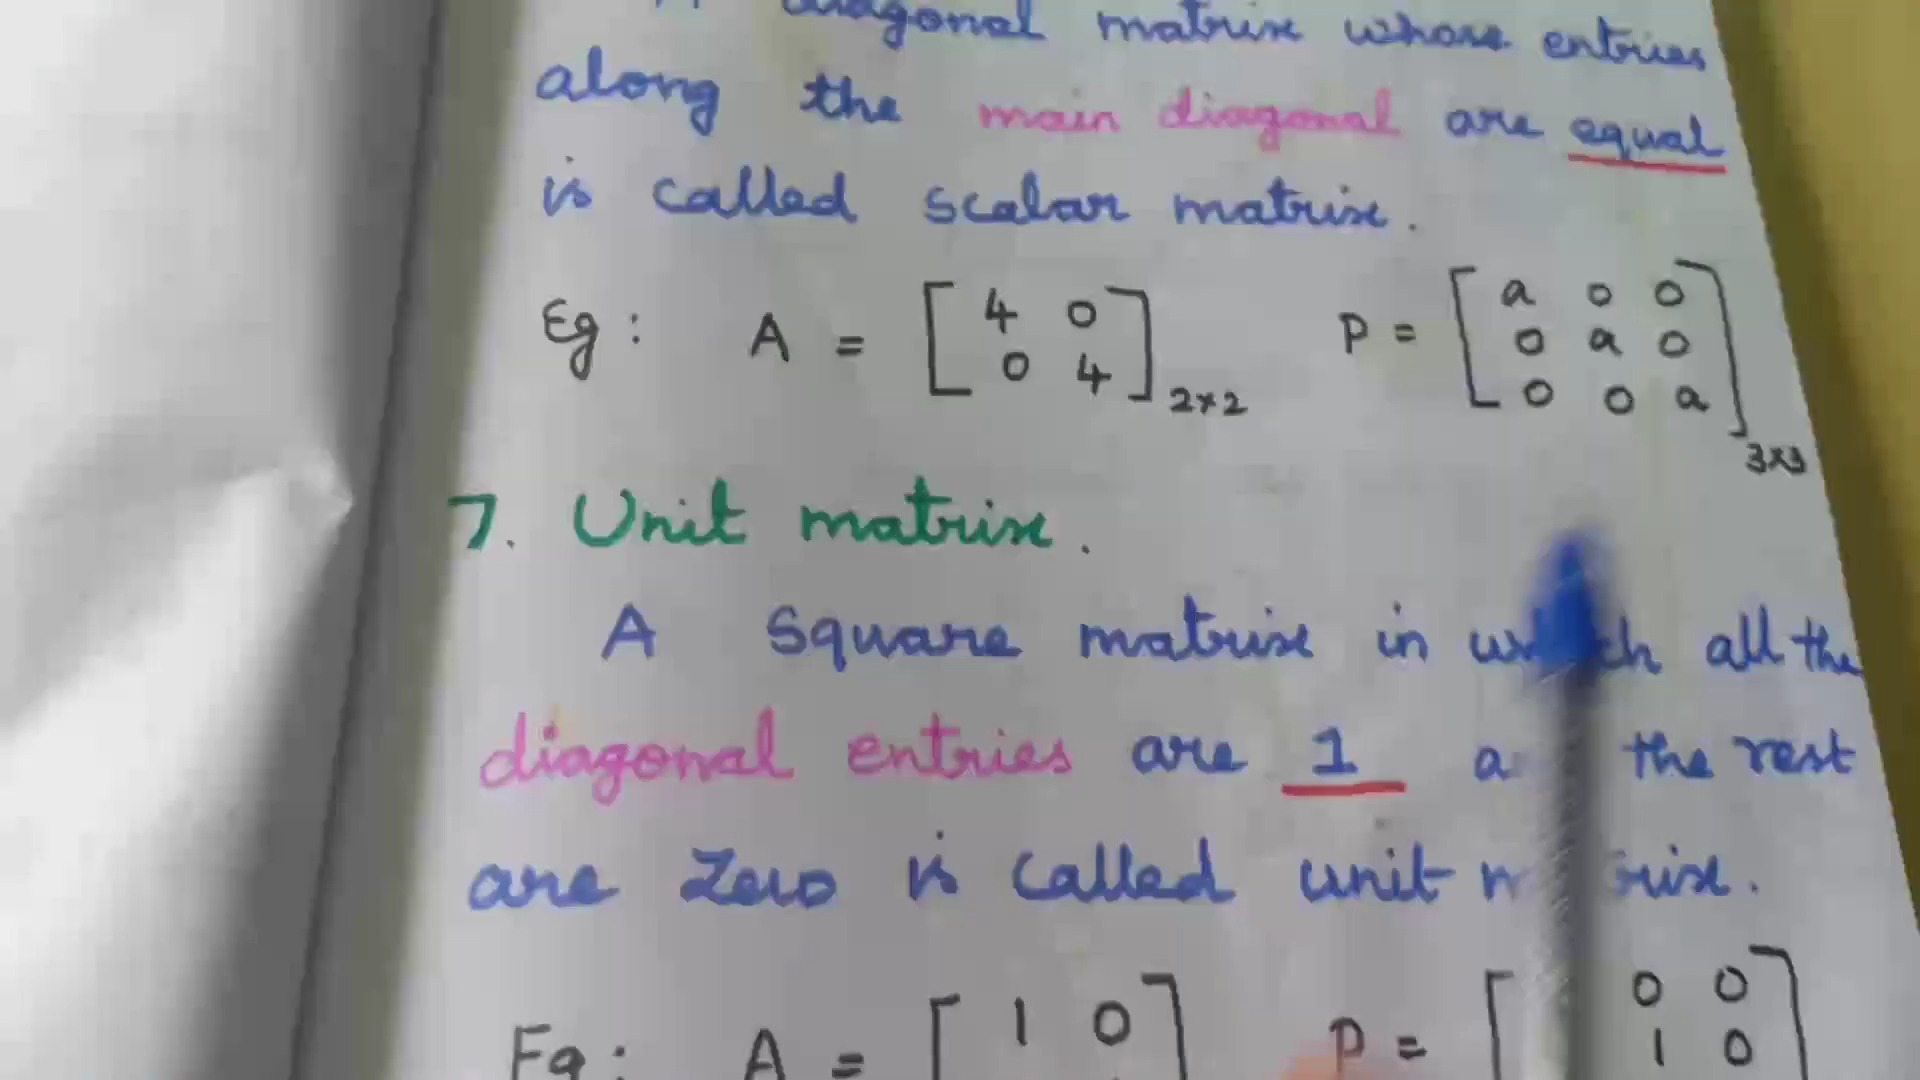 diagonal matrix whose entries
along the main diagonal are equal
is called scalar matrix.
Eg: A = [ 4 0 ] P = [ a 0 0 ]
0 4 2×2 0 a 0
0 0 a 3×3
7. Unit matrix.
A square matrix in which all the
diagonal entries are 1 the rest
are zero is called unit
Eg: A = [ 1 0 ] P = [ 0 0 ]
1 0